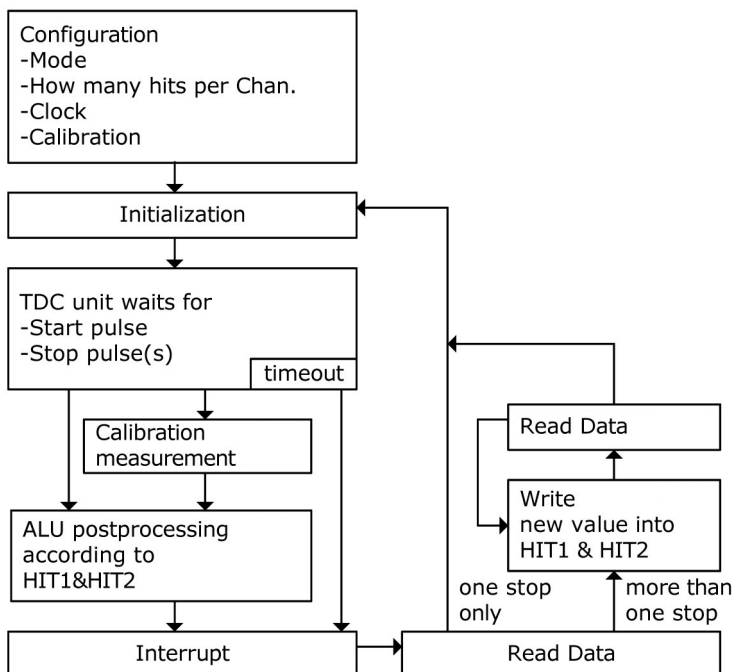 Configuration
-Mode
-How many hits per Chan.
-Clock
-Calibration
Initialization
TDC unit waits for
-Start pulse
-Stop pulse(s)
timeout
Calibration
measurement
ALU postprocessing
according to
HIT1&HIT2
Interrupt
Read Data
one stop
only
more than
one stop
Write
new value into
HIT1 & HIT2
Read Data